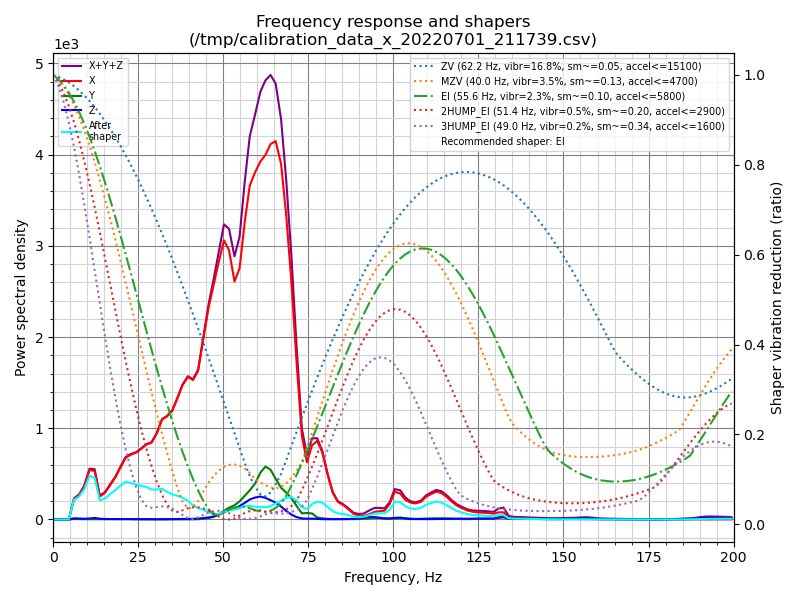 Frequency response and shapers
(/tmp/calibration_data_x_20220701_211739.csv)
1e3
5
4
3
2
1
0
Power spectral density
X+Y+Z
X
Y
Z
After
shaper
ZV (62.2 Hz, vibr=16.8%, sm~=0.05, accel<=15100)
MZV (40.0 Hz, vibr=3.5%, sm~=0.13, accel<=4700)
EI (55.6 Hz, vibr=2.3%, sm~=0.10, accel<=5800)
2HUMP_EI (51.4 Hz, vibr=0.5%, sm~=0.20, accel<=2900)
3HUMP_EI (49.0 Hz, vibr=0.2%, sm~=0.34, accel<=1600)
Recommended shaper: EI
1.0
0.8
0.6
0.4
0.2
0.0
Shaper vibration reduction (ratio)
0 25 50 75 100 125 150 175 200
Frequency, Hz